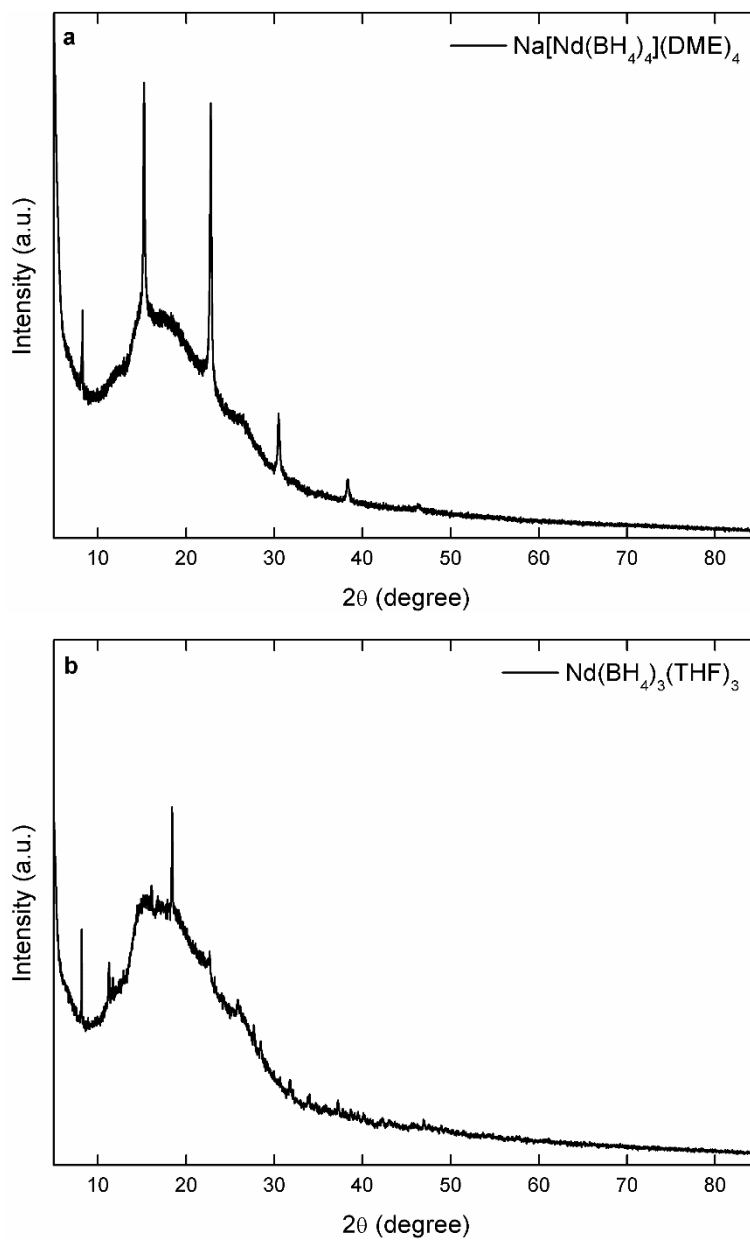 a
Na[Nd(BH₄)₄](DME)₄
Intensity (a.u.)
10 20 30 40 50 60 70 80
2θ (degree)
b
Nd(BH₄)₃(THF)₃
Intensity (a.u.)
10 20 30 40 50 60 70 80
2θ (degree)